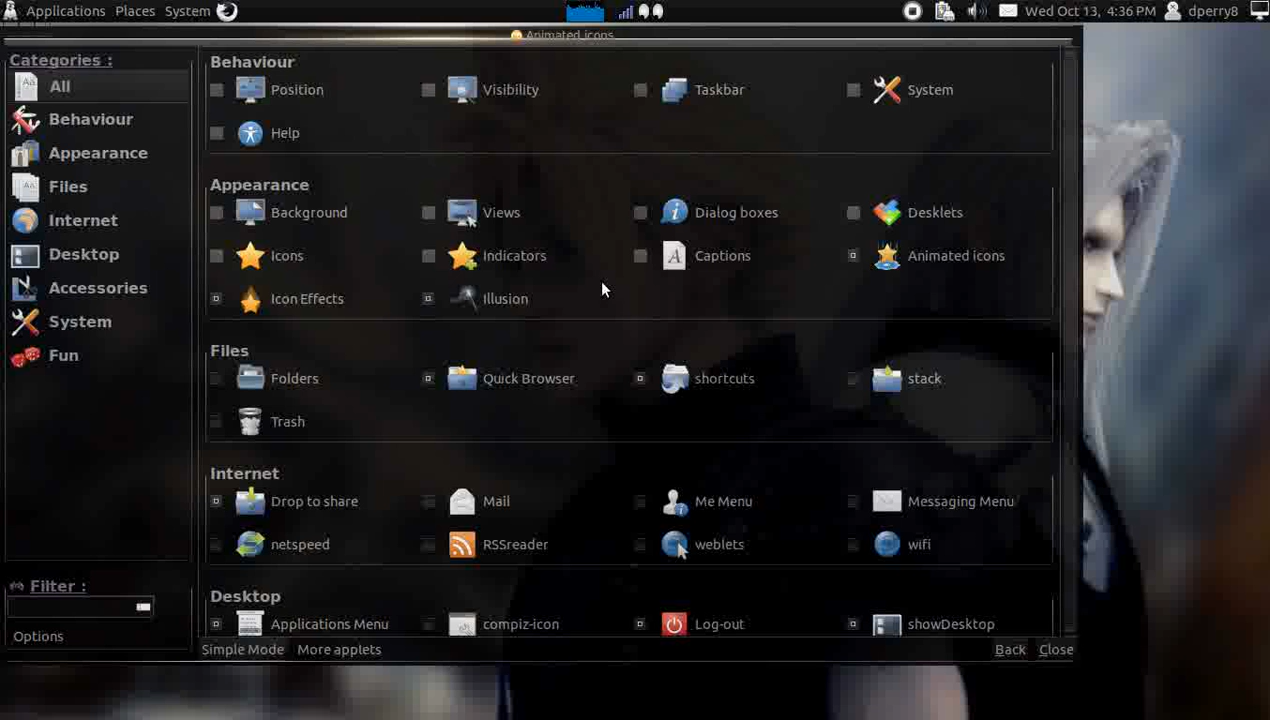 Applications Places System Wed Oct 13, 4:36 PM dperry8
Animated icons
Categories :
All
Behaviour
Appearance
Files
Internet
Desktop
Accessories
System
Fun
Filter :
Options
Behaviour
Position Visibility Taskbar System
Help
Appearance
Background Views Dialog boxes Desklets
Icons Indicators Captions Animated icons
Icon Effects Illusion
Files
Folders Quick Browser shortcuts stack
Trash
Internet
Drop to share Mail Me Menu Messaging Menu
netspeed RSSreader weblets wifi
Desktop
Applications Menu compiz-icon Log-out showDesktop
Simple Mode More applets Back Close